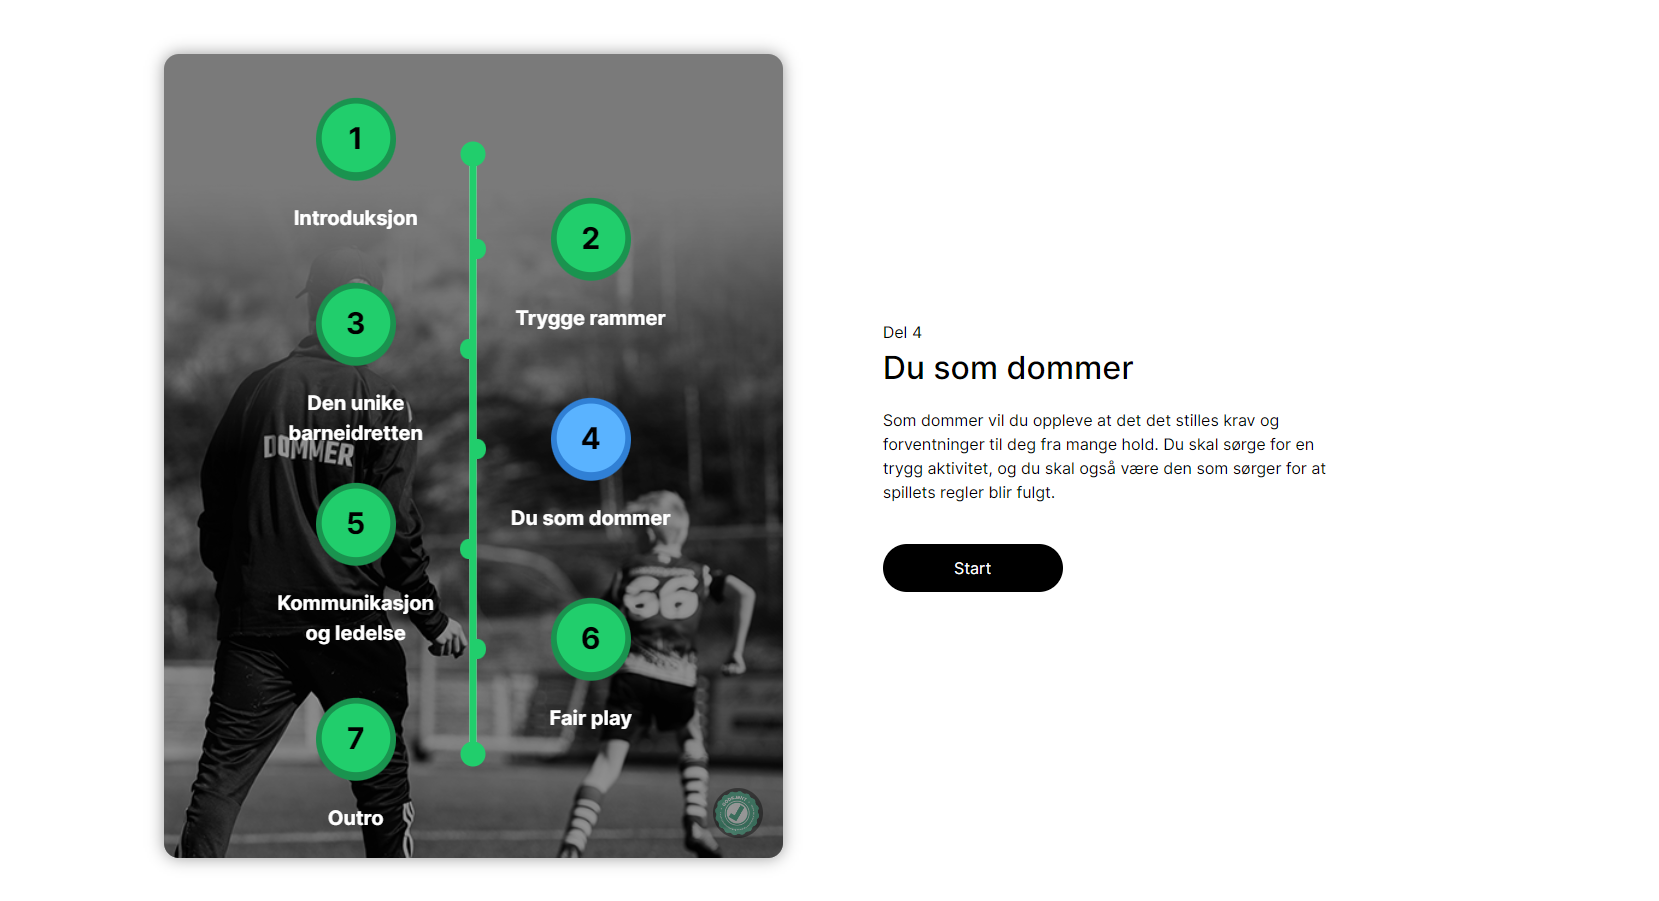 1
Introduksjon
2
Trygge rammer
3
Den unike
barneidretten
DOMMER
4
Du som dommer
5
Kommunikasjon
og ledelse
66
6
Fair play
7
Outro
Del 4
Du som dommer
Som dommer vil du oppleve at det det stilles krav og
forventninger til deg fra mange hold. Du skal sørge for en
trygg aktivitet, og du skal også være den som sørger for at
spillets regler blir fulgt.
Start